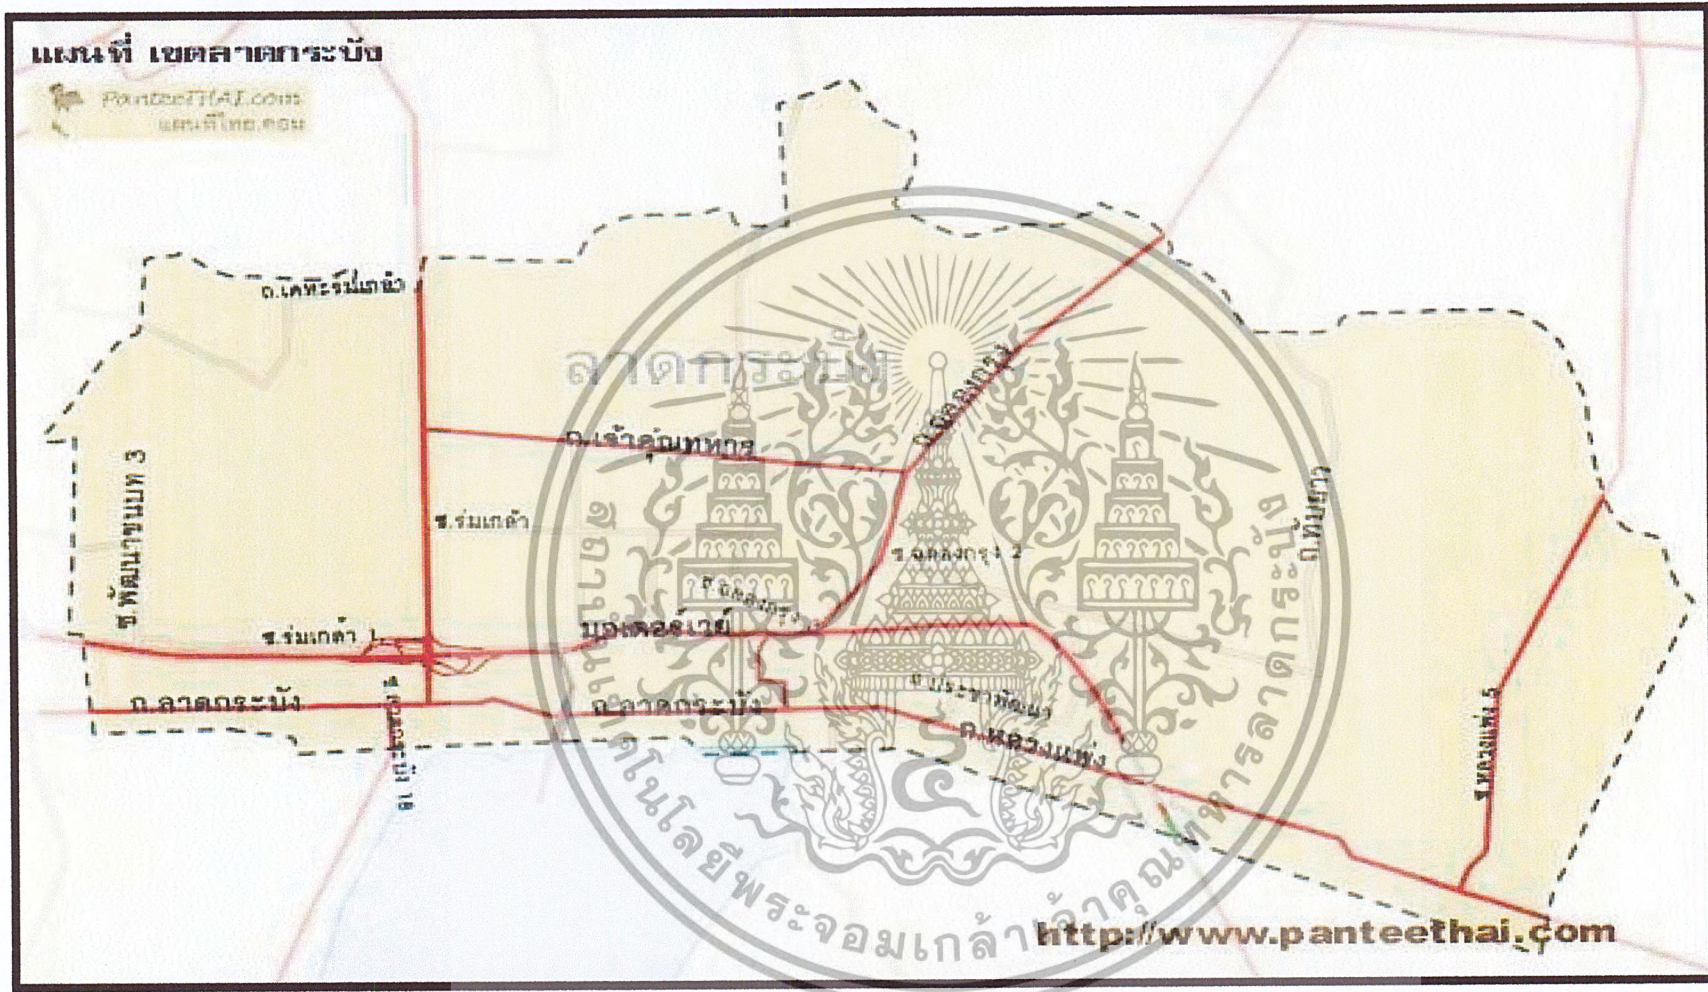 แผนที่ เขตลาดกระบัง
PanteeTHAI.com
แผนที่ไทย.คอม
ถ.เคหะร่มเกล้า
ลาดกระบัง
ถ.ฉลองกรุง
ถ.เจ้าคุณทหาร
ซ.พัฒนาชนบท 3
ซ.ร่มเกล้า
ซ.ฉลองกรุง 2
ถ.ทับยาว
ถ.ฉลองกรุง
ซ.ร่มเกล้า 1
มอเตอร์เวย์
ถ.ลาดกระบัง
ถ.ลาดกระบัง
ถ.ประชาพัฒนา
ถ.หลวงแพ่ง
ซ.หลวงแพ่ง 5
สถาบันเทคโนโลยีพระจอมเกล้าเจ้าคุณทหารลาดกระบัง
http://www.panteethai.com